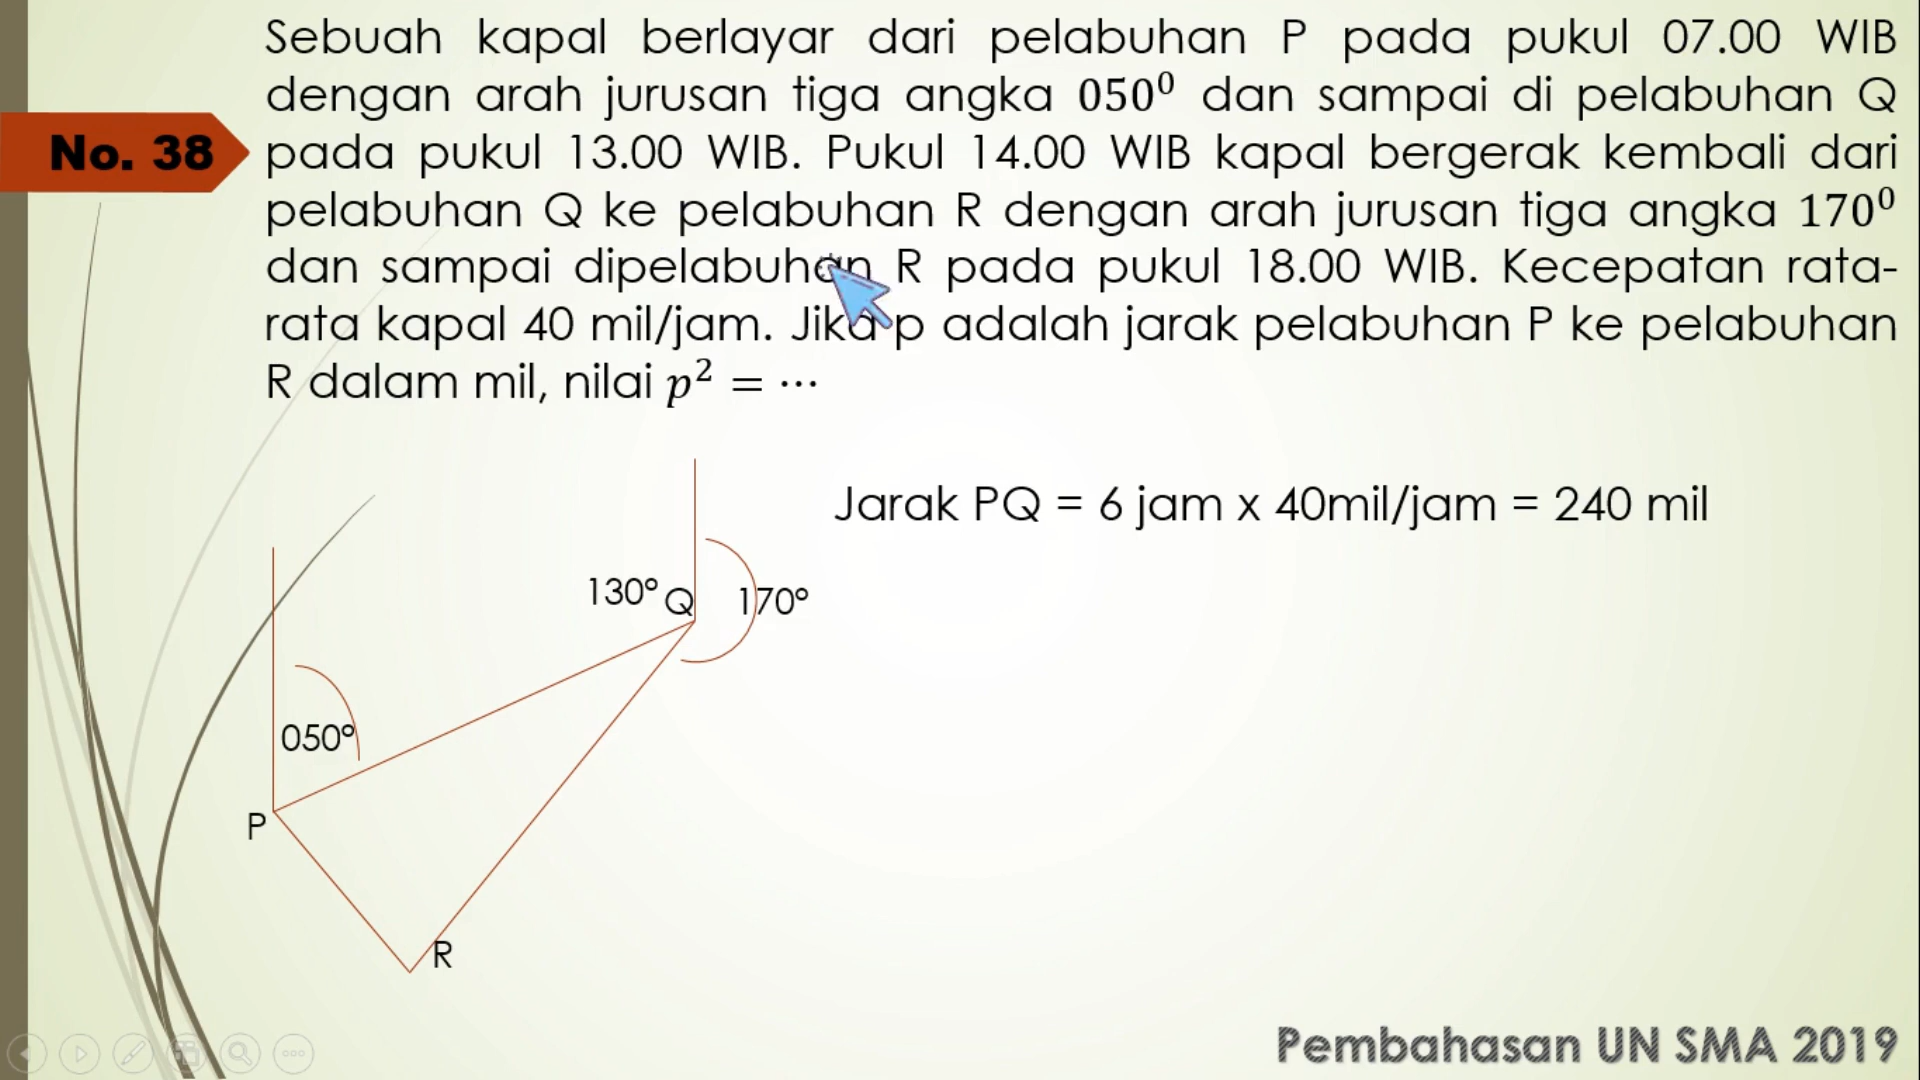 Sebuah kapal berlayar dari pelabuhan P pada pukul 07.00 WIB
dengan arah jurusan tiga angka 050⁰ dan sampai di pelabuhan Q
No. 38
pada pukul 13.00 WIB. Pukul 14.00 WIB kapal bergerak kembali dari
pelabuhan Q ke pelabuhan R dengan arah jurusan tiga angka 170⁰
dan sampai dipelabuhan R pada pukul 18.00 WIB. Kecepatan rata-
rata kapal 40 mil/jam. Jika p adalah jarak pelabuhan P ke pelabuhan
R dalam mil, nilai p² = ⋯
Jarak PQ = 6 jam x 40mil/jam = 240 mil
130° Q 170°
050°
P
R
Pembahasan UN SMA 2019